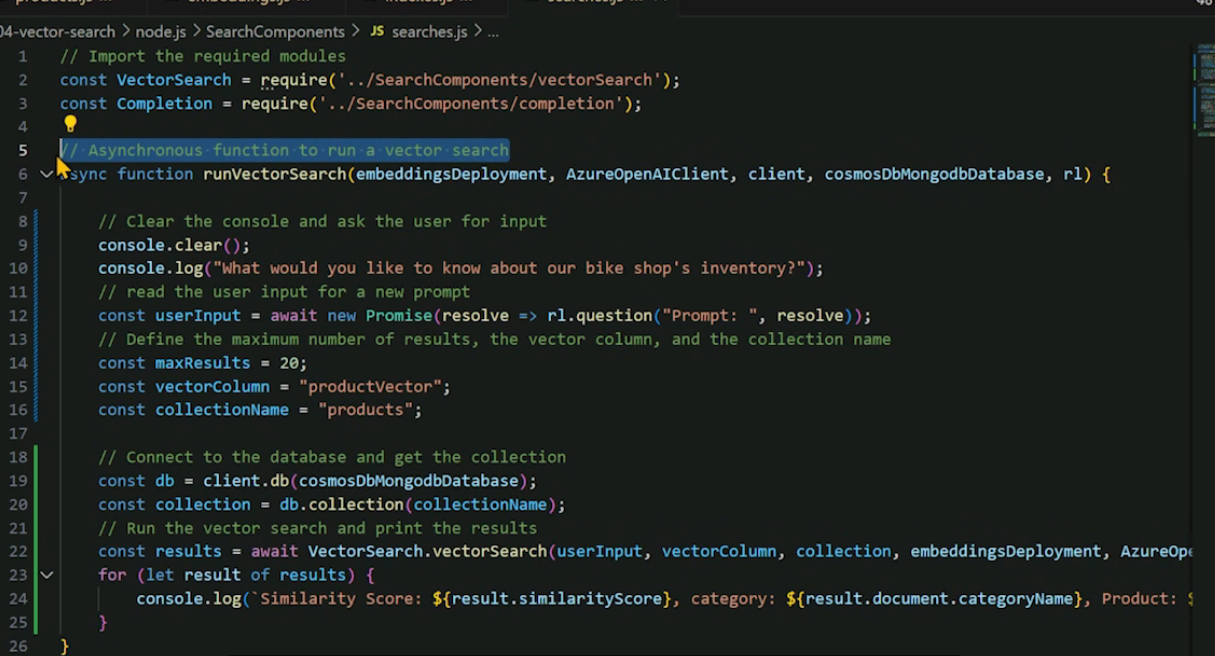 products.js embeddings.js indexes.js searches.js
04-vector-search > node.js > SearchComponents > JS searches.js > ...
1 // Import the required modules
2 const VectorSearch = require('../SearchComponents/vectorSearch');
3 const Completion = require('../SearchComponents/completion');
4
5 // Asynchronous function to run a vector search
6 async function runVectorSearch(embeddingsDeployment, AzureOpenAIClient, client, cosmosDbMongodbDatabase, rl) {
7
8 // Clear the console and ask the user for input
9 console.clear();
10 console.log("What would you like to know about our bike shop's inventory?");
11 // read the user input for a new prompt
12 const userInput = await new Promise(resolve => rl.question("Prompt: ", resolve));
13 // Define the maximum number of results, the vector column, and the collection name
14 const maxResults = 20;
15 const vectorColumn = "productVector";
16 const collectionName = "products";
17
18 // Connect to the database and get the collection
19 const db = client.db(cosmosDbMongodbDatabase);
20 const collection = db.collection(collectionName);
21 // Run the vector search and print the results
22 const results = await VectorSearch.vectorSearch(userInput, vectorColumn, collection, embeddingsDeployment, AzureOpe
23 for (let result of results) {
24 console.log(`Similarity Score: ${result.similarityScore}, category: ${result.document.categoryName}, Product: $
25 }
26 }